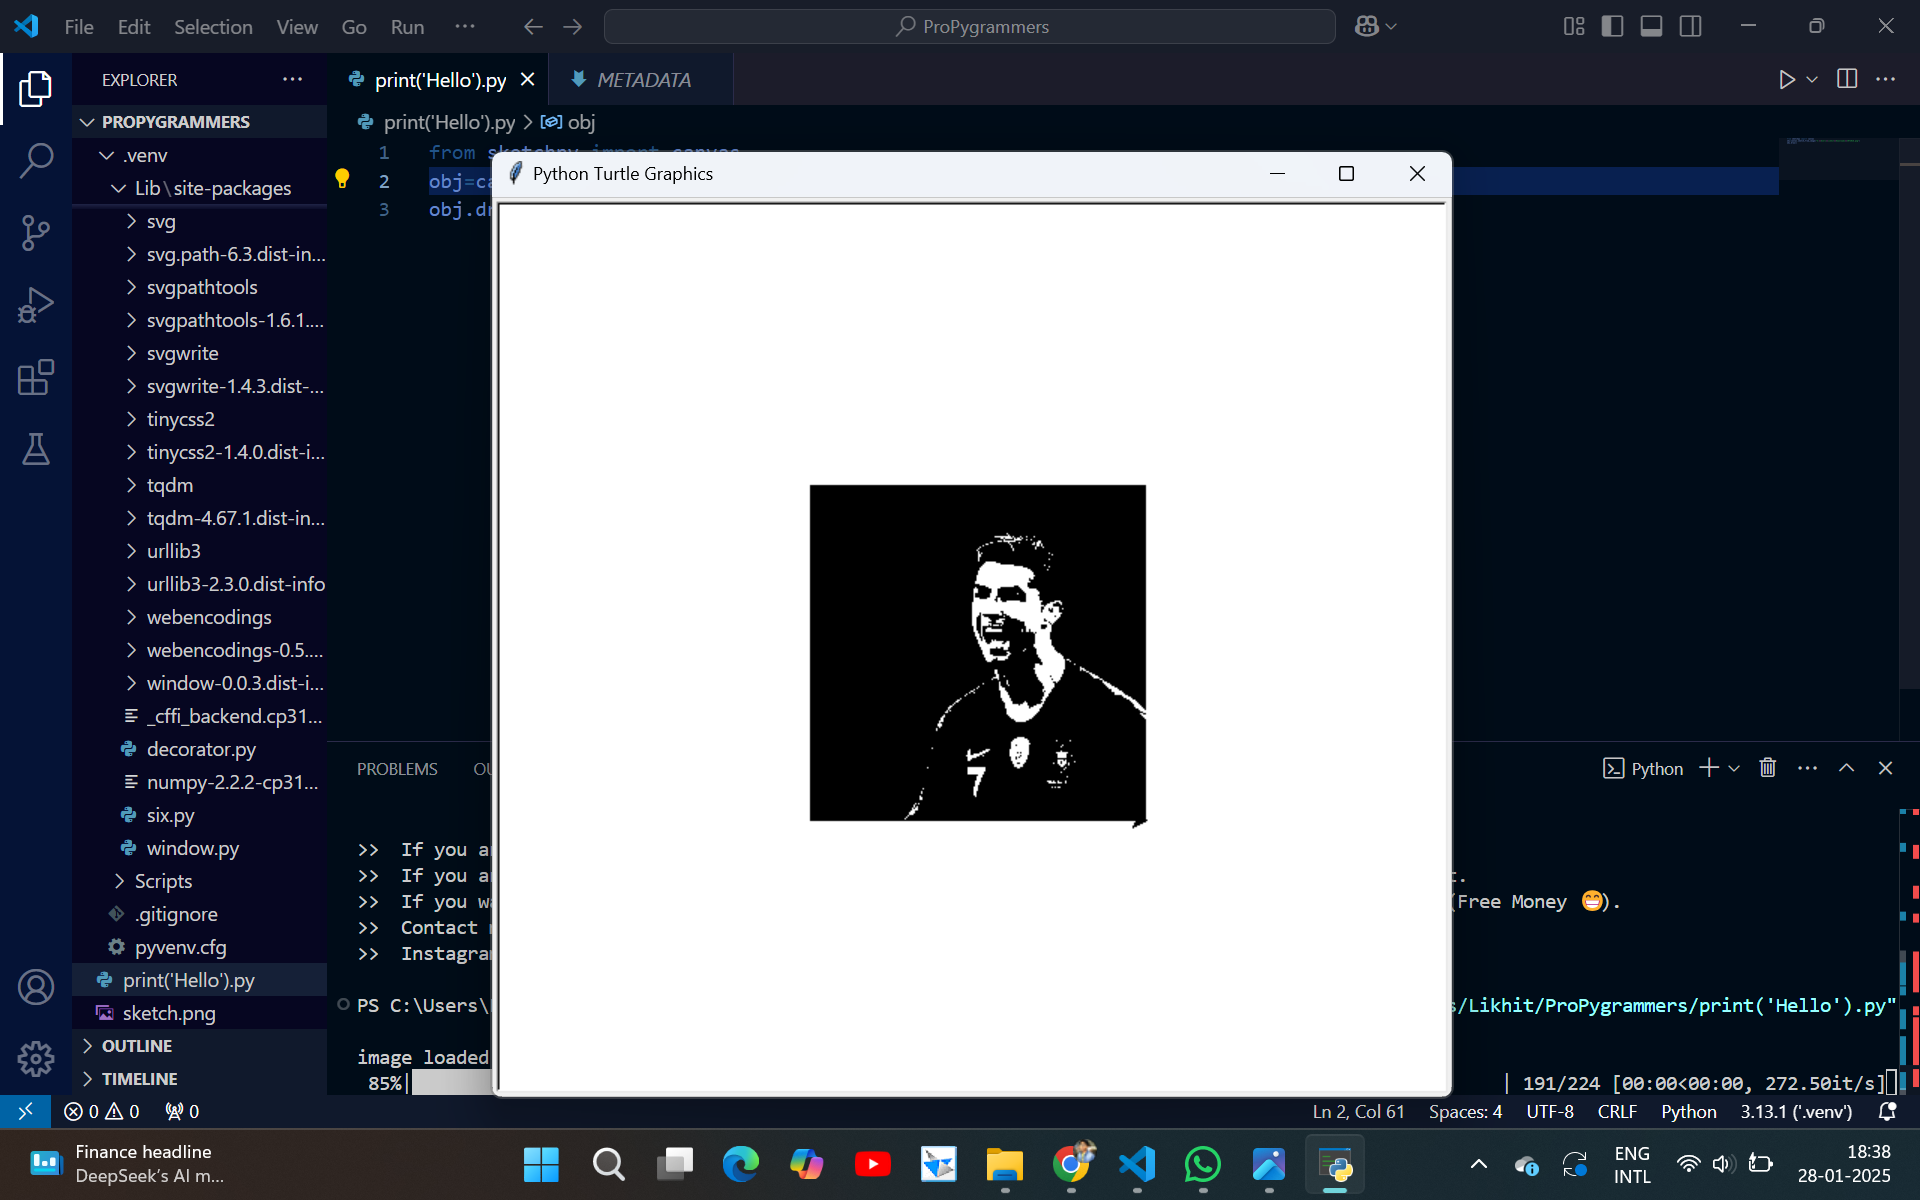 File Edit Selection View Go Run ··· ProPygrammers
EXPLORER ···
PROPYGRAMMERS
.venv
Lib\site-packages
svg
svg.path-6.3.dist-in...
svgpathtools
svgpathtools-1.6.1....
svgwrite
svgwrite-1.4.3.dist-...
tinycss2
tinycss2-1.4.0.dist-i...
tqdm
tqdm-4.67.1.dist-in...
urllib3
urllib3-2.3.0.dist-info
webencodings
webencodings-0.5....
window-0.0.3.dist-i...
_cffi_backend.cp31...
decorator.py
numpy-2.2.2-cp31...
six.py
window.py
Scripts
.gitignore
pyvenv.cfg
print('Hello').py
sketch.png
OUTLINE
TIMELINE
print('Hello').py METADATA
print('Hello').py > obj
1 from
2 obj=ca
3 obj.dr
Python Turtle Graphics
7
PROBLEMS OU
Python
>> If you a
>> If you a
>> If you w (Free Money 😁).
>> Contact
>> Instagra
PS C:\Users\ s/Likhit/ProPygrammers/print('Hello').py"
image loaded
85%| | 191/224 [00:00<00:00, 272.50it/s]
0 0 0 Ln 2, Col 61 Spaces: 4 UTF-8 CRLF Python 3.13.1 ('.venv')
Finance headline
DeepSeek's AI m...
ENG
INTL
18:38
28-01-2025